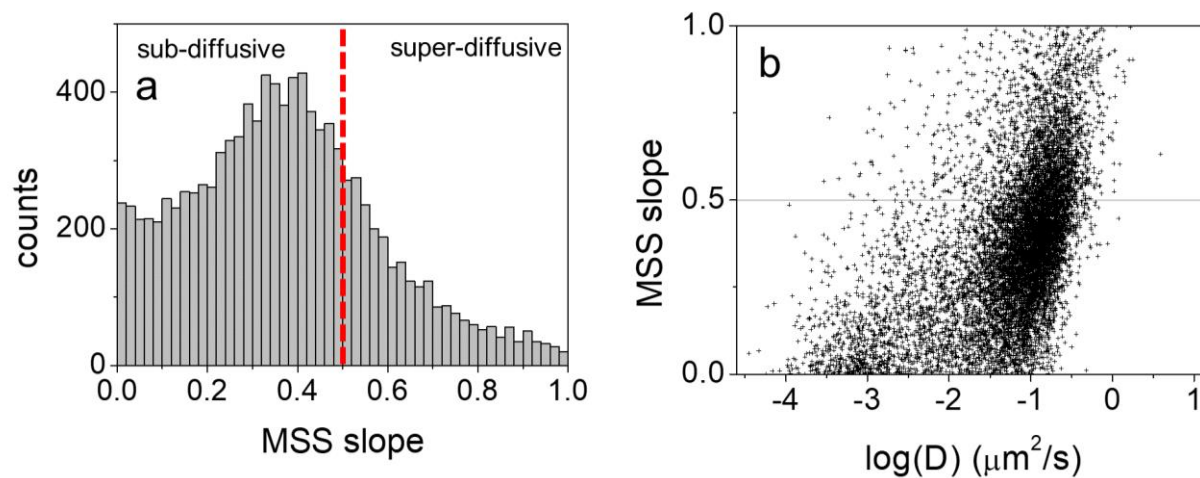 sub-diffusive
super-diffusive
a
400
200
0
counts
0.0
0.2
0.4
0.6
0.8
1.0
MSS slope
b
1.0
0.5
0.0
MSS slope
-4
-3
-2
-1
0
1
log(D) (μm²/s)